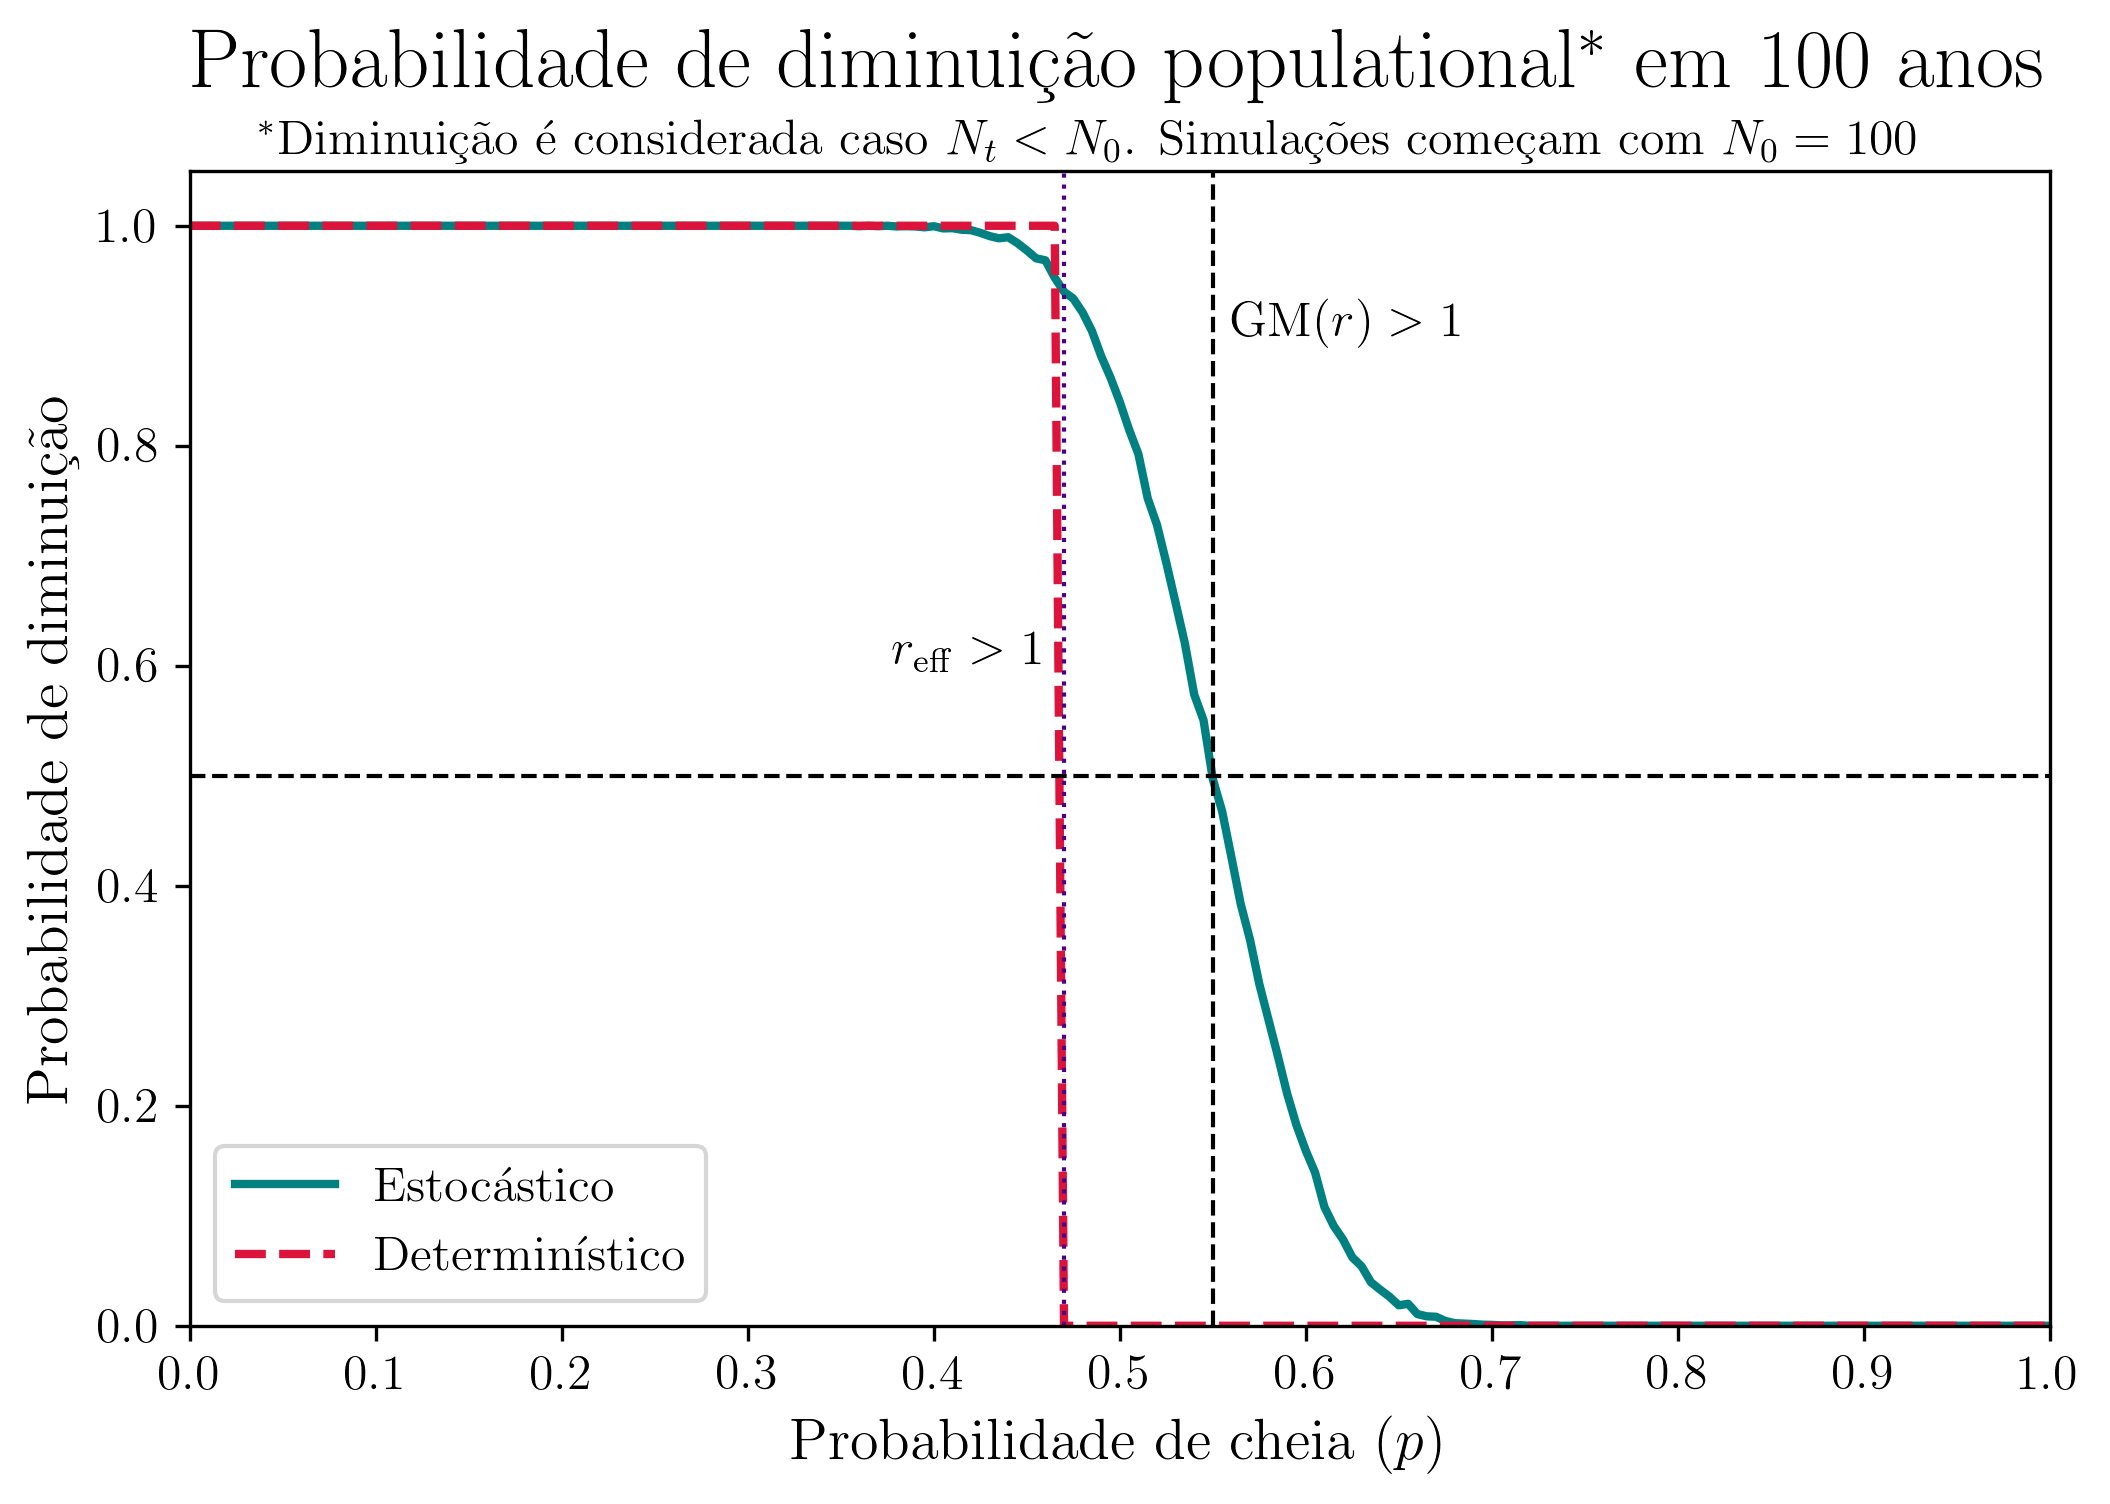 Probabilidade de diminuição populational* em 100 anos
*Diminuição é considerada caso Nₜ < N₀. Simulações começam com N₀ = 100
Probabilidade de diminuição
1.0
0.8
0.6
0.4
0.2
0.0
GM(r) > 1
r_eff > 1
Estocástico
Determinístico
0.0 0.1 0.2 0.3 0.4 0.5 0.6 0.7 0.8 0.9 1.0
Probabilidade de cheia (p)